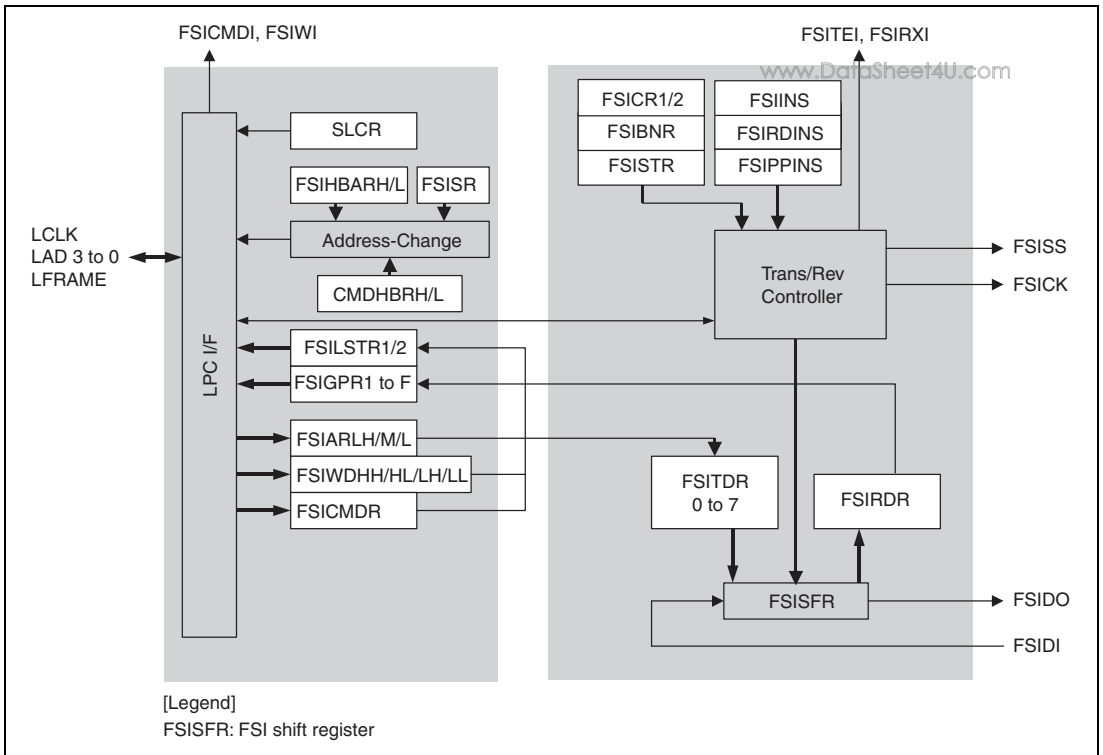 FSICMDI, FSIWI
FSITEI, FSIRXI
www.DataSheet4U.com
SLCR
FSIHBARH/L
FSISR
Address-Change
CMDHBRH/L
LCLK
LAD 3 to 0
LFRAME
LPC I/F
FSILSTR1/2
FSIGPR1 to F
FSIARLH/M/L
FSIWDHH/HL/LH/LL
FSICMDR
FSICR1/2
FSIBNR
FSISTR
FSIINS
FSIRDINS
FSIPPINS
Trans/Rev
Controller
FSISS
FSICK
FSITDR
0 to 7
FSIRDR
FSISFR
FSIDO
FSIDI
[Legend]
FSISFR: FSI shift register